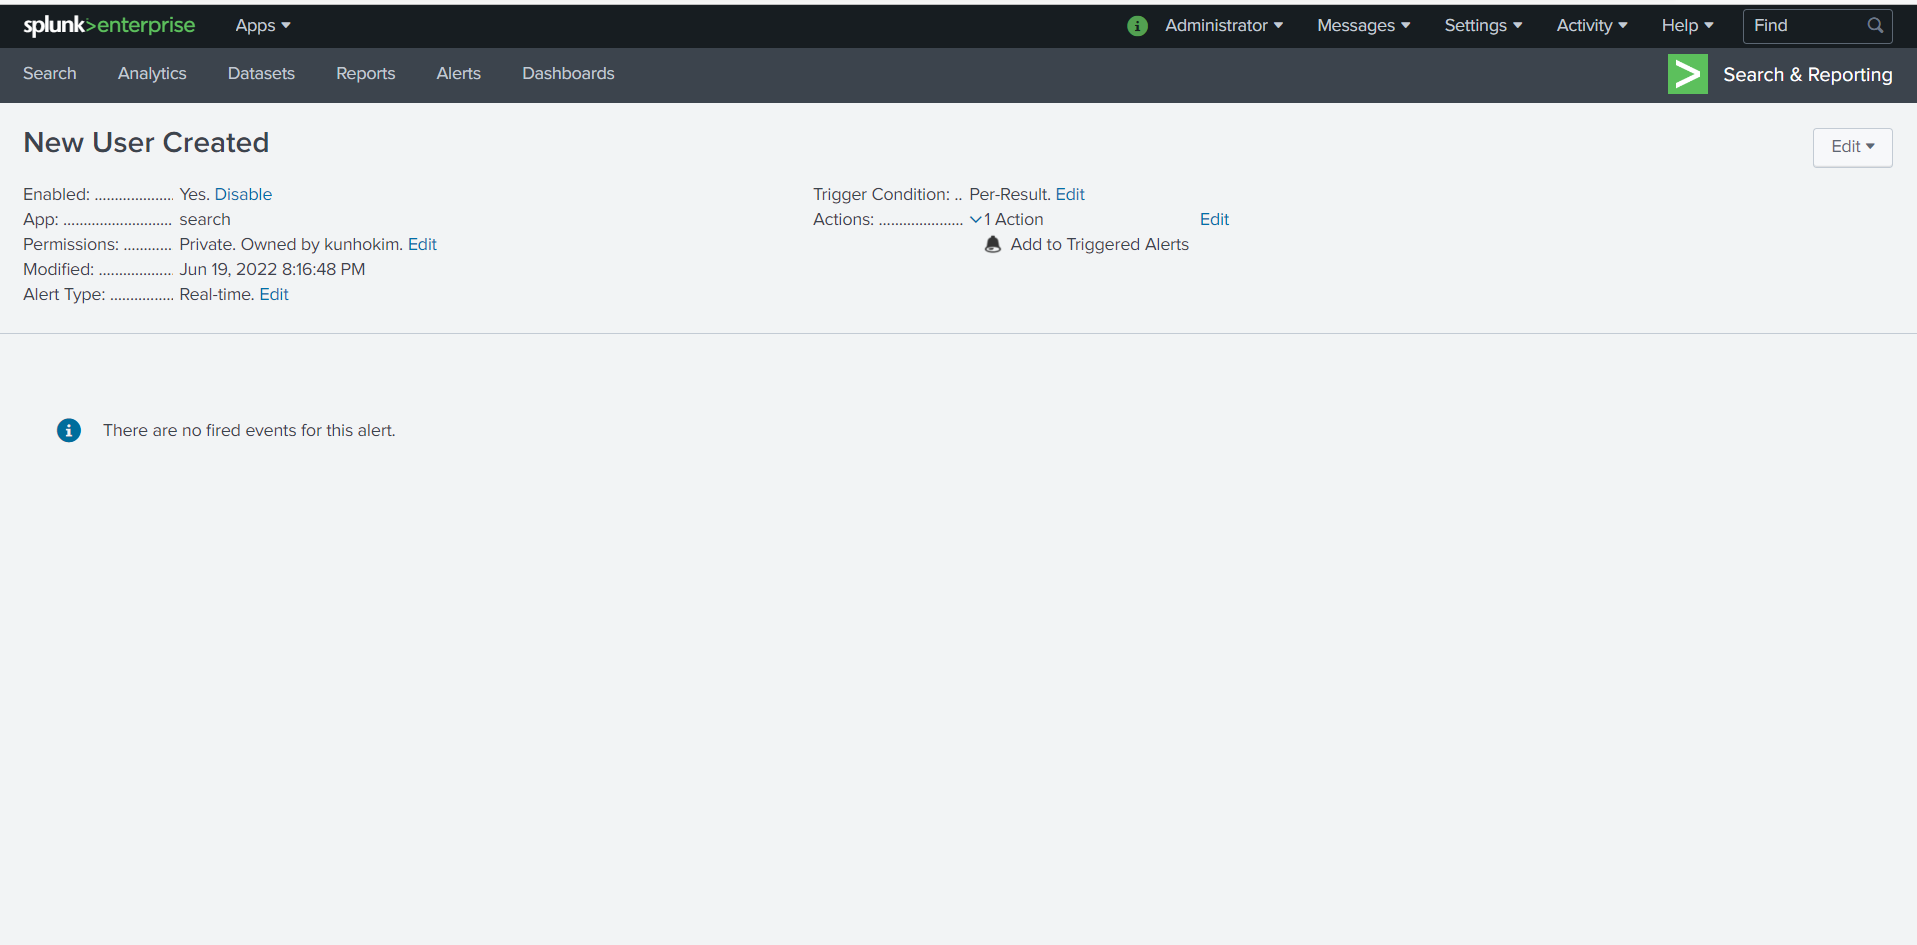 splunk>enterprise Apps Administrator Messages Settings Activity Help Find
Search Analytics Datasets Reports Alerts Dashboards Search & Reporting
New User Created
Edit
Enabled: ................... Yes. Disable
App: .......................... search
Permissions: ............ Private. Owned by kunhokim. Edit
Modified: .................. Jun 19, 2022 8:16:48 PM
Alert Type: ................ Real-time. Edit
Trigger Condition: .. Per-Result. Edit
Actions: ..................... 1 Action Edit
Add to Triggered Alerts
There are no fired events for this alert.